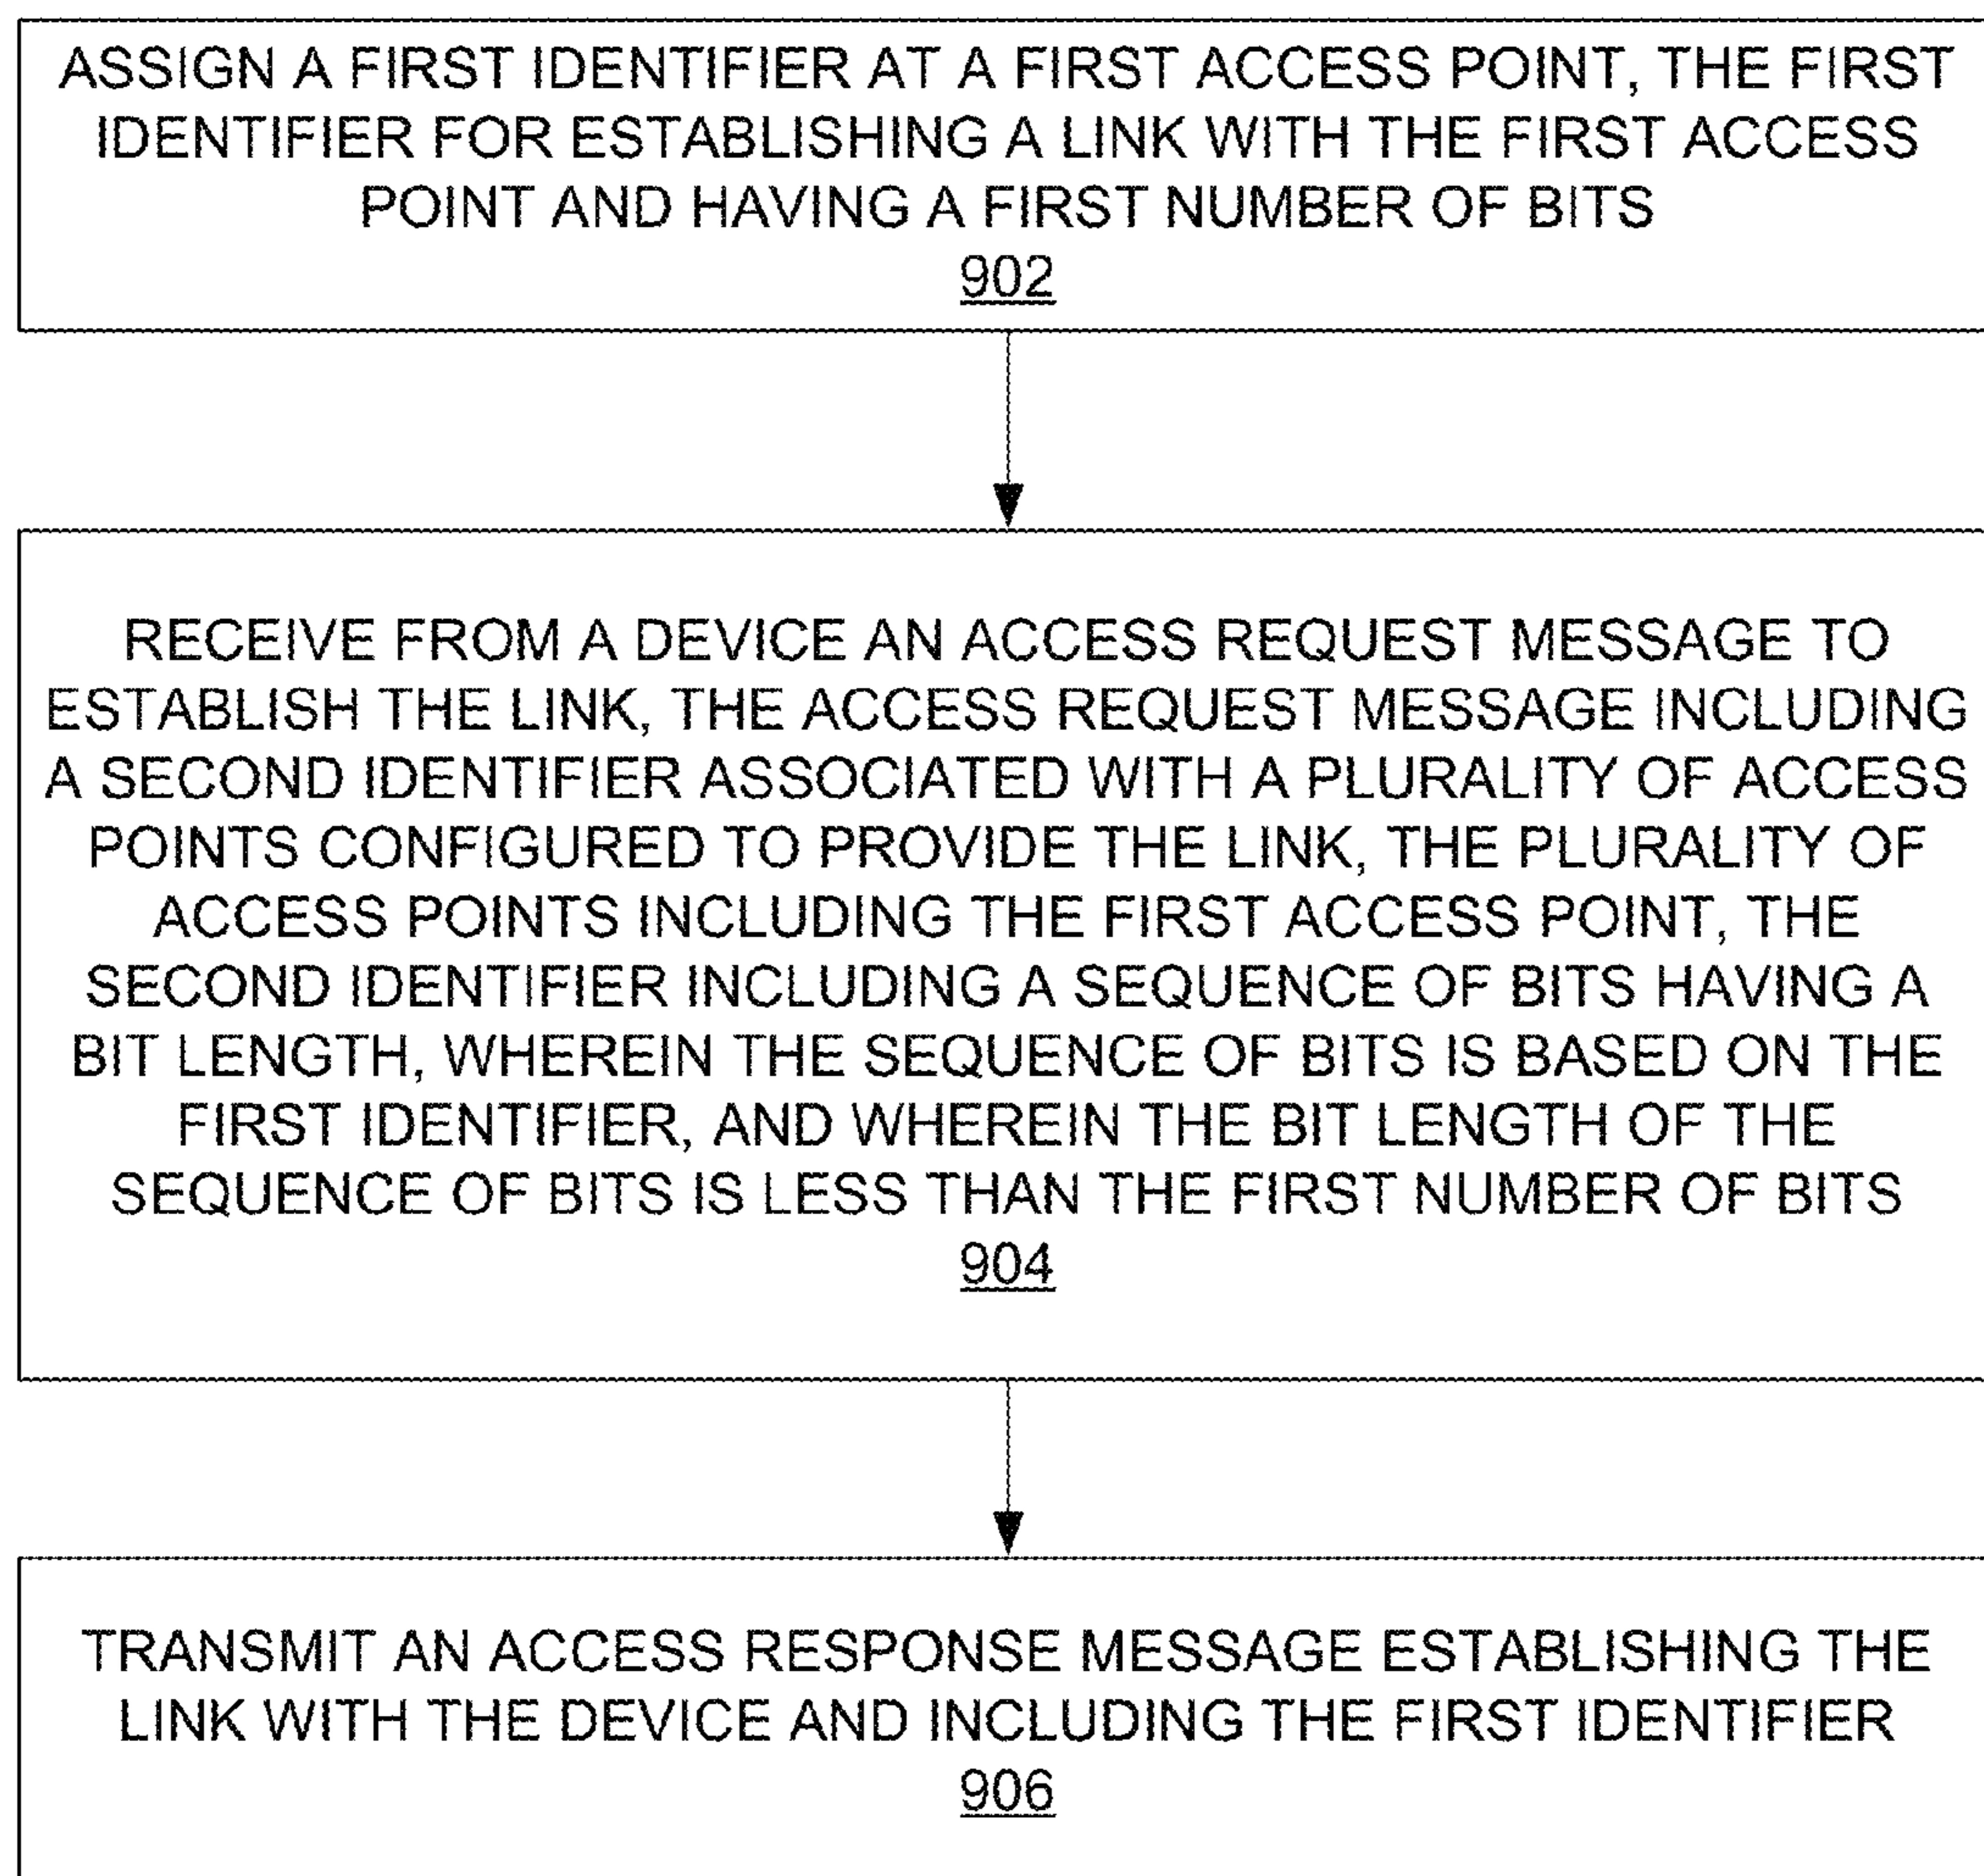 ASSIGN A FIRST IDENTIFIER AT A FIRST ACCESS POINT, THE FIRST
IDENTIFIER FOR ESTABLISHING A LINK WITH THE FIRST ACCESS
POINT AND HAVING A FIRST NUMBER OF BITS
902
RECEIVE FROM A DEVICE AN ACCESS REQUEST MESSAGE TO
ESTABLISH THE LINK, THE ACCESS REQUEST MESSAGE INCLUDING
A SECOND IDENTIFIER ASSOCIATED WITH A PLURALITY OF ACCESS
POINTS CONFIGURED TO PROVIDE THE LINK, THE PLURALITY OF
ACCESS POINTS INCLUDING THE FIRST ACCESS POINT, THE
SECOND IDENTIFIER INCLUDING A SEQUENCE OF BITS HAVING A
BIT LENGTH, WHEREIN THE SEQUENCE OF BITS IS BASED ON THE
FIRST IDENTIFIER, AND WHEREIN THE BIT LENGTH OF THE
SEQUENCE OF BITS IS LESS THAN THE FIRST NUMBER OF BITS
904
TRANSMIT AN ACCESS RESPONSE MESSAGE ESTABLISHING THE
LINK WITH THE DEVICE AND INCLUDING THE FIRST IDENTIFIER
906